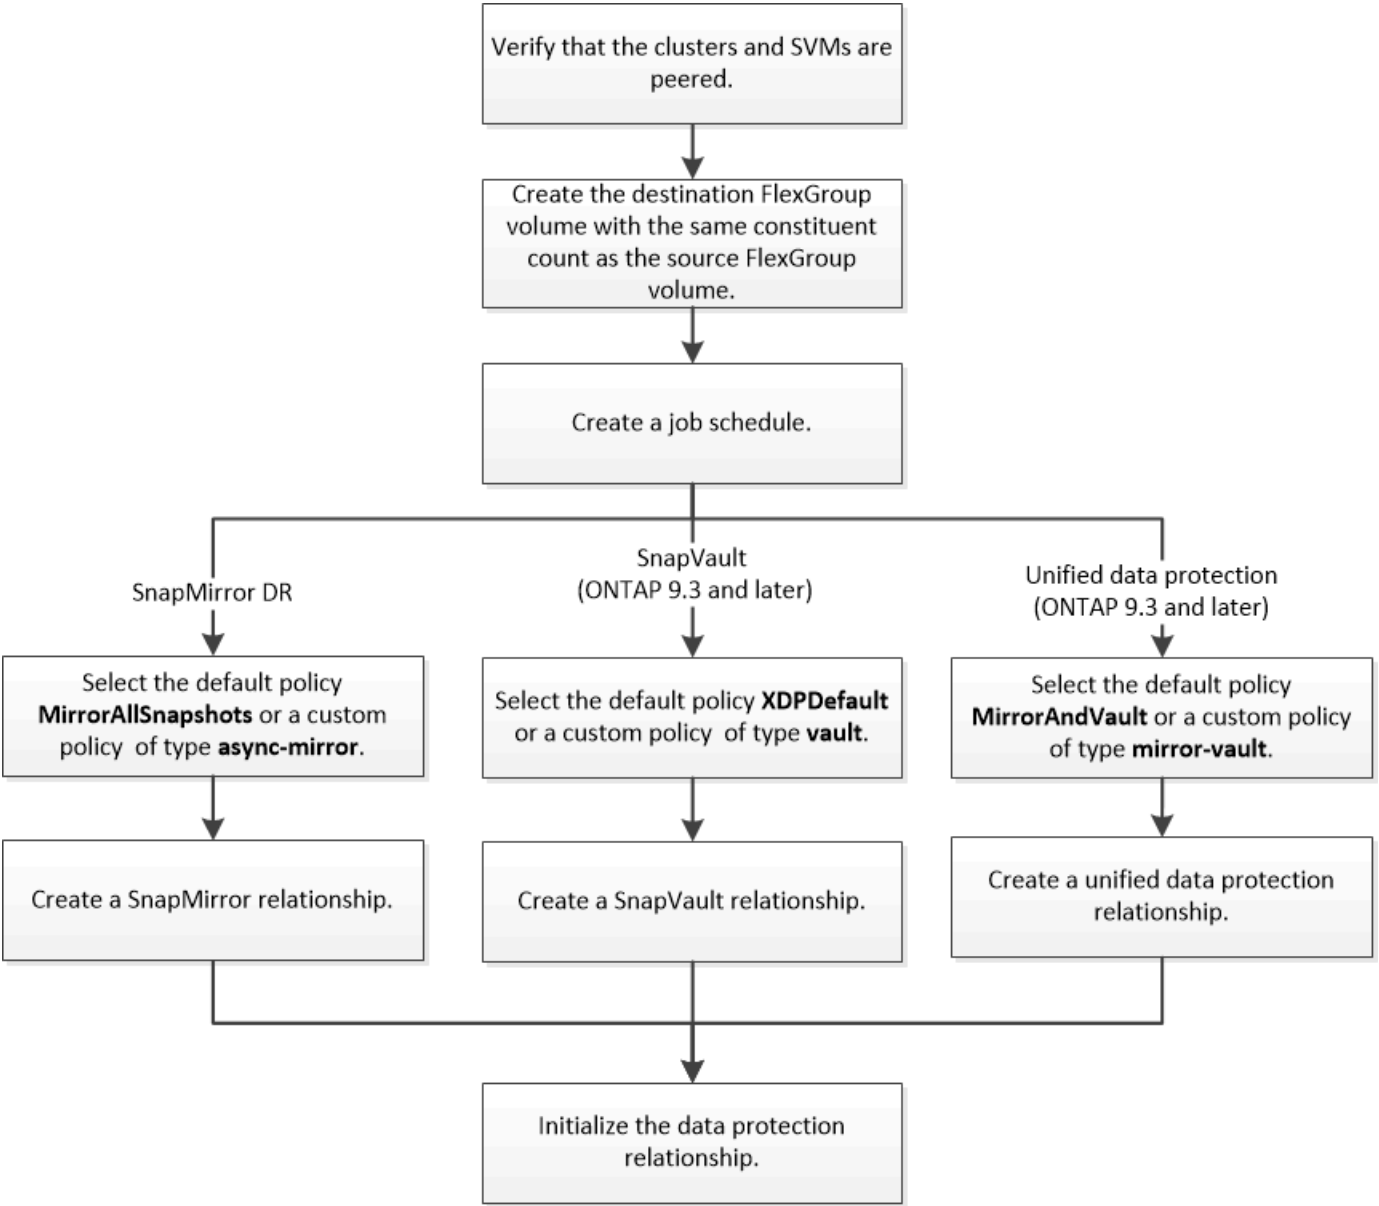 Verify that the clusters and SVMs are
peered.
Create the destination FlexGroup
volume with the same constituent
count as the source FlexGroup
volume.
Create a job schedule.
SnapMirror DR
SnapVault
(ONTAP 9.3 and later)
Unified data protection
(ONTAP 9.3 and later)
Select the default policy
MirrorAllSnapshots or a custom
policy of type async-mirror.
Select the default policy XDPDefault
or a custom policy of type vault.
Select the default policy
MirrorAndVault or a custom policy
of type mirror-vault.
Create a SnapMirror relationship.
Create a SnapVault relationship.
Create a unified data protection
relationship.
Initialize the data protection
relationship.